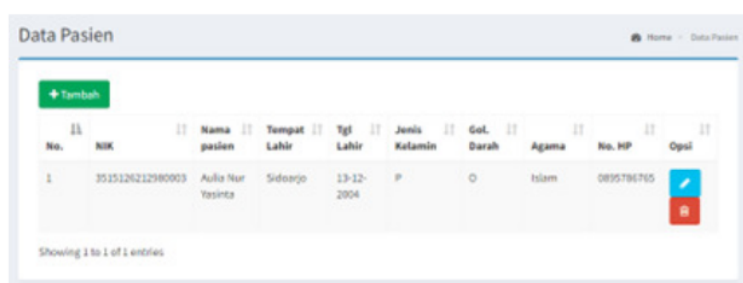 Data Pasien
Home - Data Pasien
+ Tambah
No. NIK Nama pasien Tempat Lahir Tgl Lahir Jenis Kelamin Gol. Darah Agama No. HP Opsi
1 3515126212980003 Aulia Nur Yasinta Sidoarjo 13-12-2004 P O Islam 0895786765
Showing 1 to 1 of 1 entries